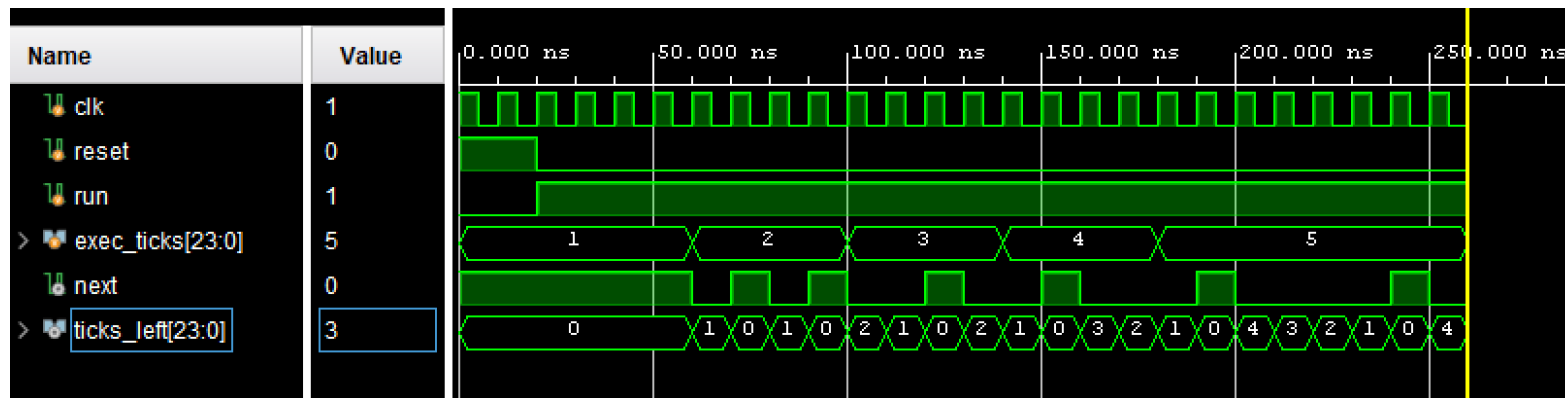 Name Value 0.000 ns 50.000 ns 100.000 ns 150.000 ns 200.000 ns 250.000 ns
clk 1
reset 0
run 1
> exec_ticks[23:0] 5 1 2 3 4 5
next 0
> ticks_left[23:0] 3 0 1 0 1 0 2 1 0 2 1 0 3 2 1 0 4 3 2 1 0 4